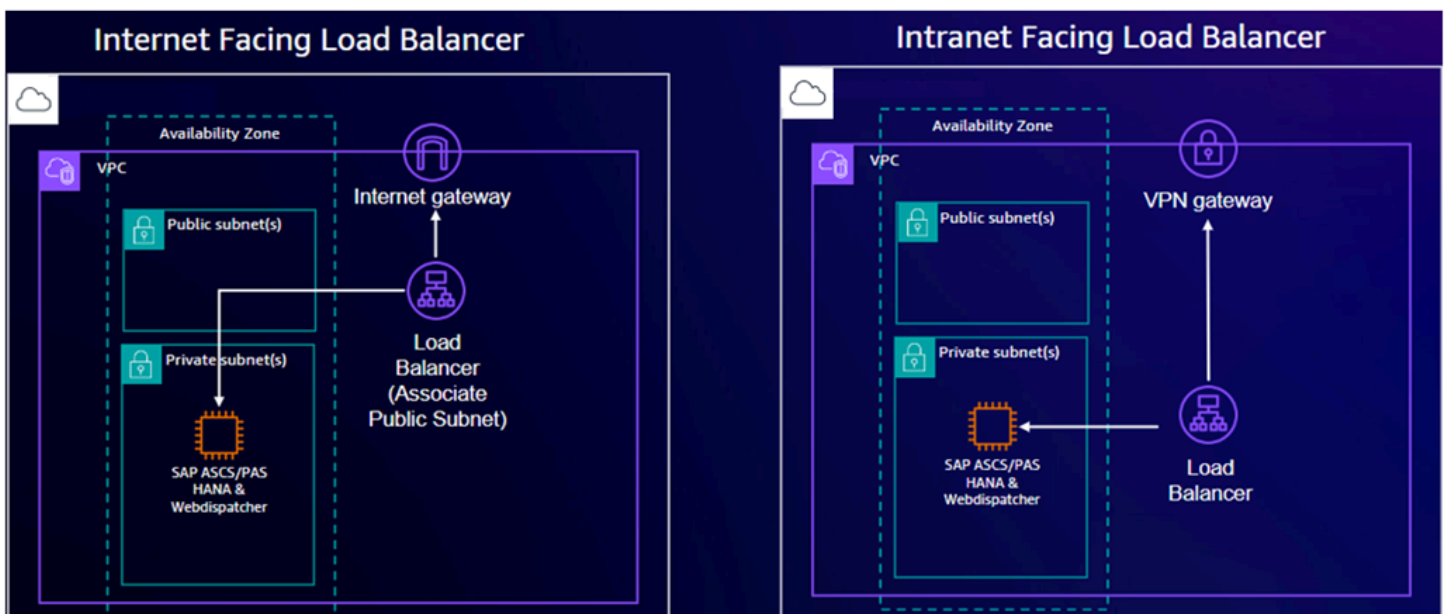 Internet Facing Load Balancer
Availability Zone
VPC
Internet gateway
Public subnet(s)
Load
Balancer
(Associate
Public Subnet)
Private subnet(s)
SAP ASCS/PAS
HANA &
Webdispatcher
Intranet Facing Load Balancer
Availability Zone
VPC
VPN gateway
Public subnet(s)
Private subnet(s)
SAP ASCS/PAS
HANA &
Webdispatcher
Load
Balancer